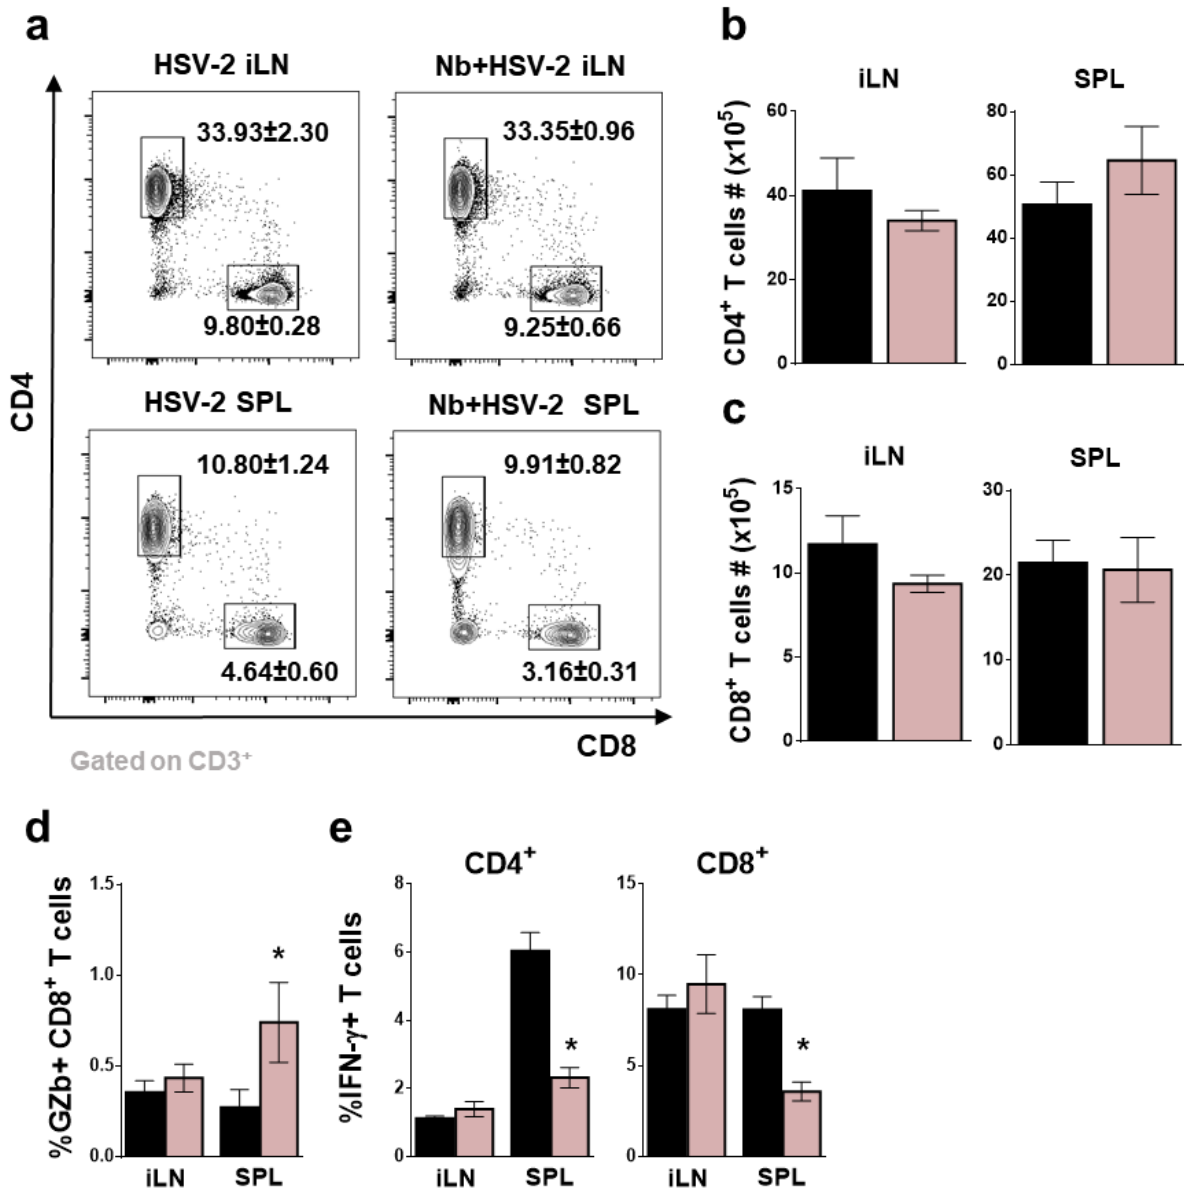 a
HSV-2 iLN
Nb+HSV-2 iLN
33.93±2.30
33.35±0.96
9.80±0.28
9.25±0.66
HSV-2 SPL
Nb+HSV-2 SPL
10.80±1.24
9.91±0.82
4.64±0.60
3.16±0.31
CD4
CD8
Gated on CD3⁺
b
iLN
SPL
CD4⁺ T cells # (x10⁵)
60
40
20
0
80
60
40
20
0
c
iLN
SPL
CD8⁺ T cells # (x10⁵)
15
10
5
0
30
20
10
0
d
%GZb+ CD8⁺ T cells
1.5
1.0
0.5
0.0
*
iLN SPL
e
CD4⁺
CD8⁺
%IFN-γ+ T cells
8
6
4
2
0
*
iLN SPL
15
10
5
0
*
iLN SPL